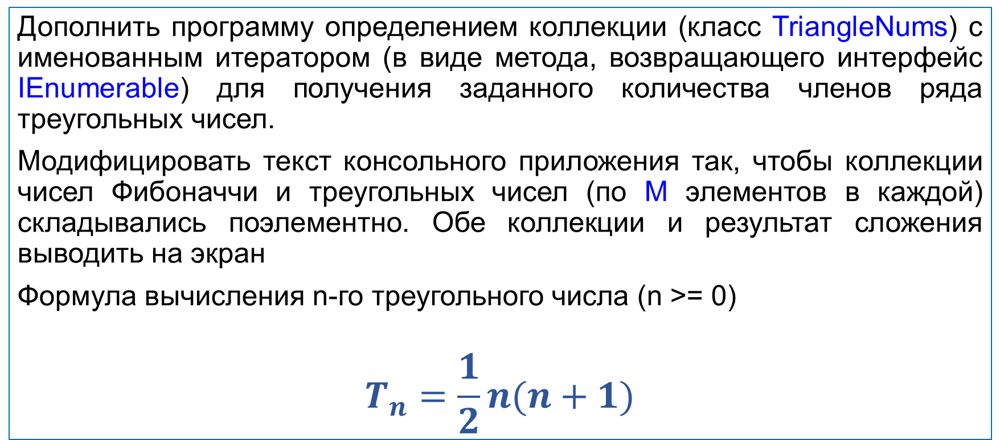 Дополнить программу определением коллекции (класс TriangleNums) с
именованным итератором (в виде метода, возвращающего интерфейс
IEnumerable) для получения заданного количества членов ряда
треугольных чисел.
Модифицировать текст консольного приложения так, чтобы коллекции
чисел Фибоначчи и треугольных чисел (по M элементов в каждой)
складывались поэлементно. Обе коллекции и результат сложения
выводить на экран
Формула вычисления n-го треугольного числа (n >= 0)
Tₙ = 1/2 n(n + 1)